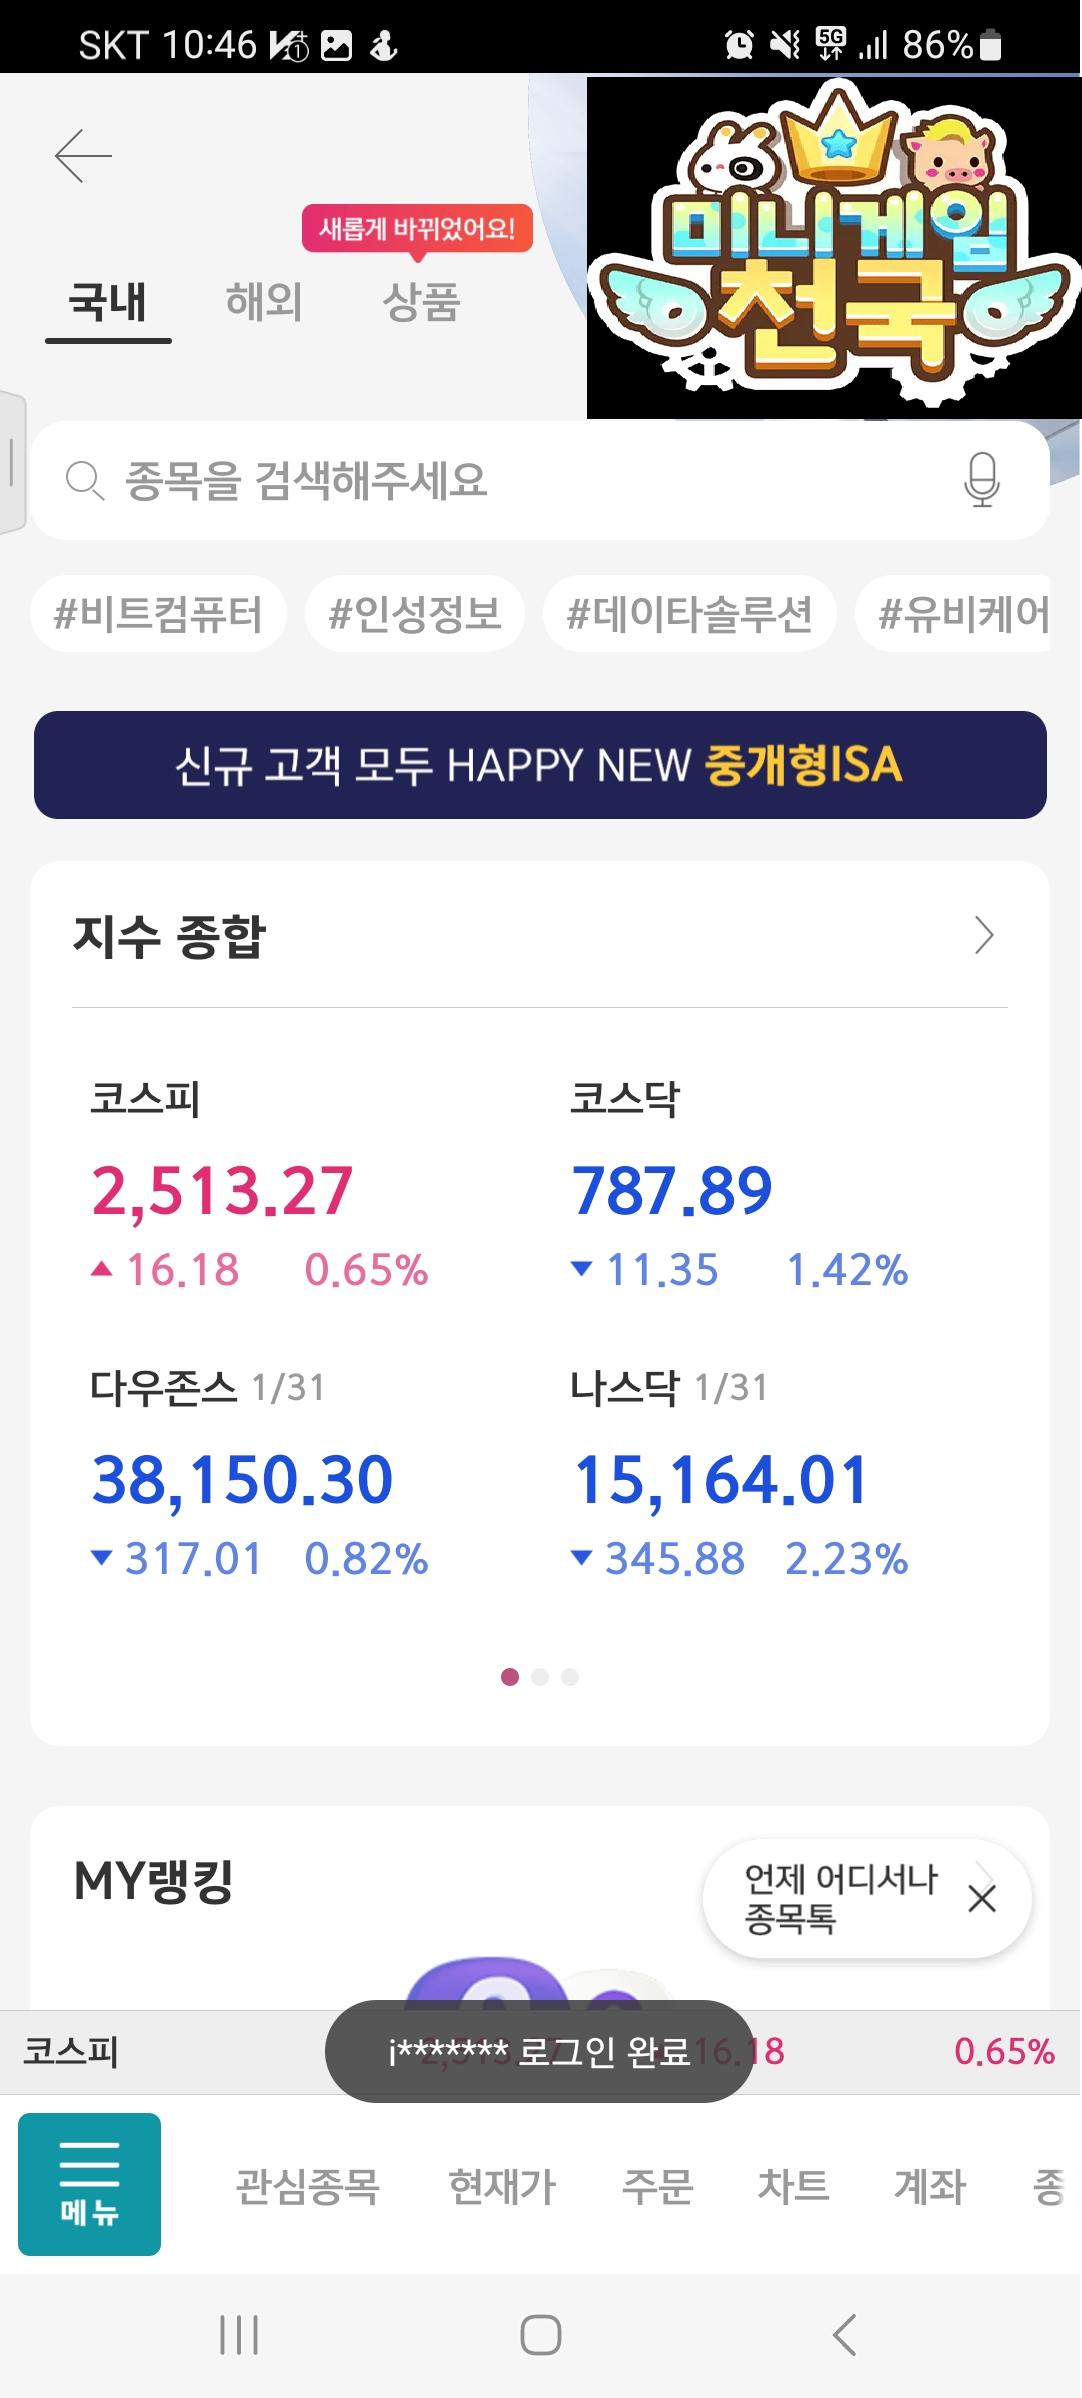 SKT 10:46
5G
86%
미니게임
천국
새롭게 바뀌었어요!
국내 해외 상품
종목을 검색해주세요
#비트컴퓨터 #인성정보 #데이타솔루션 #유비케어
신규 고객 모두 HAPPY NEW 중개형ISA
지수 종합
코스피 코스닥
2,513.27 787.89
▲ 16.18 0.65% ▼ 11.35 1.42%
다우존스 1/31 나스닥 1/31
38,150.30 15,164.01
▼ 317.01 0.82% ▼ 345.88 2.23%
MY랭킹
언제 어디서나
종목톡
코스피 2,513.27 16.18 0.65%
i******* 로그인 완료
메뉴
관심종목 현재가 주문 차트 계좌